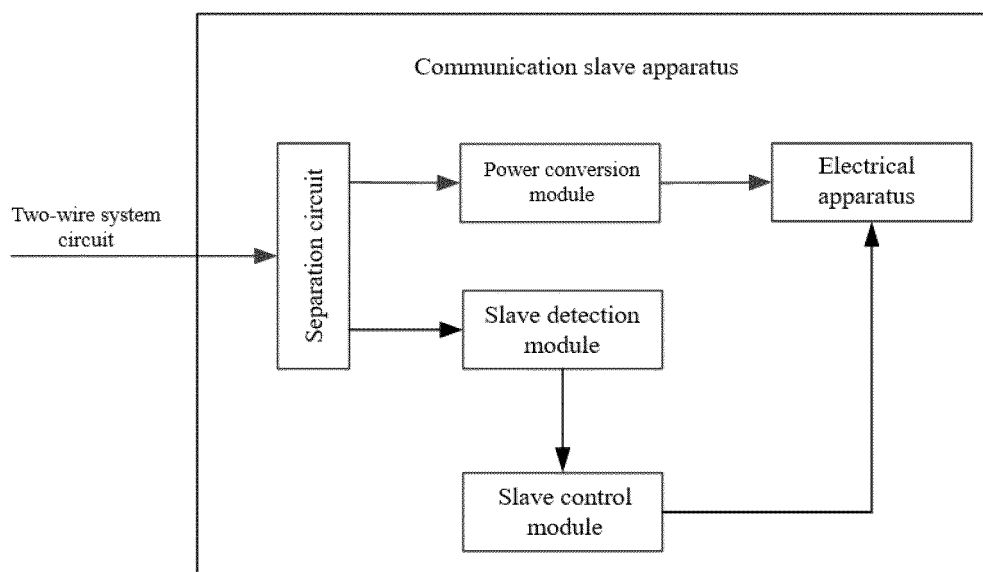 Communication slave apparatus
Two-wire system
circuit
Separation circuit
Power conversion
module
Electrical
apparatus
Slave detection
module
Slave control
module